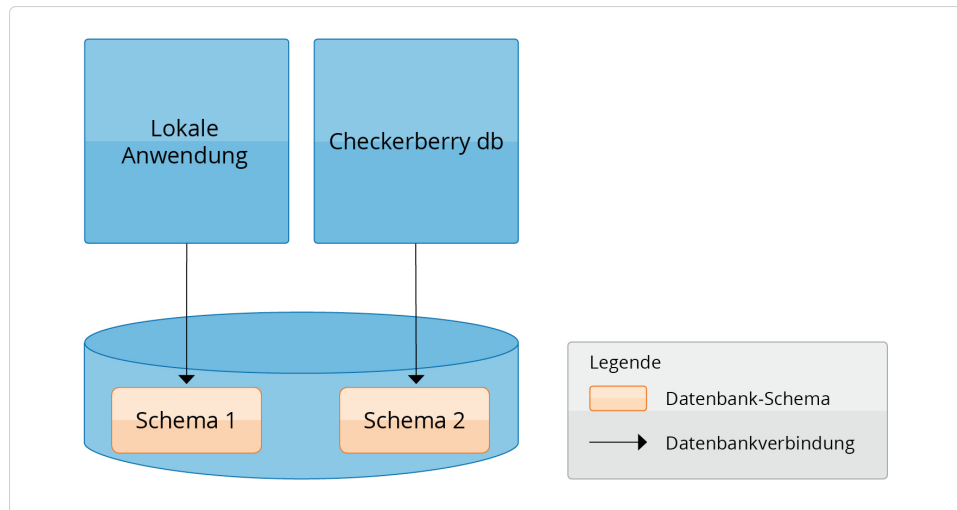 Lokale
Anwendung
Checkerberry db
Schema 1
Schema 2
Legende
Datenbank-Schema
Datenbankverbindung